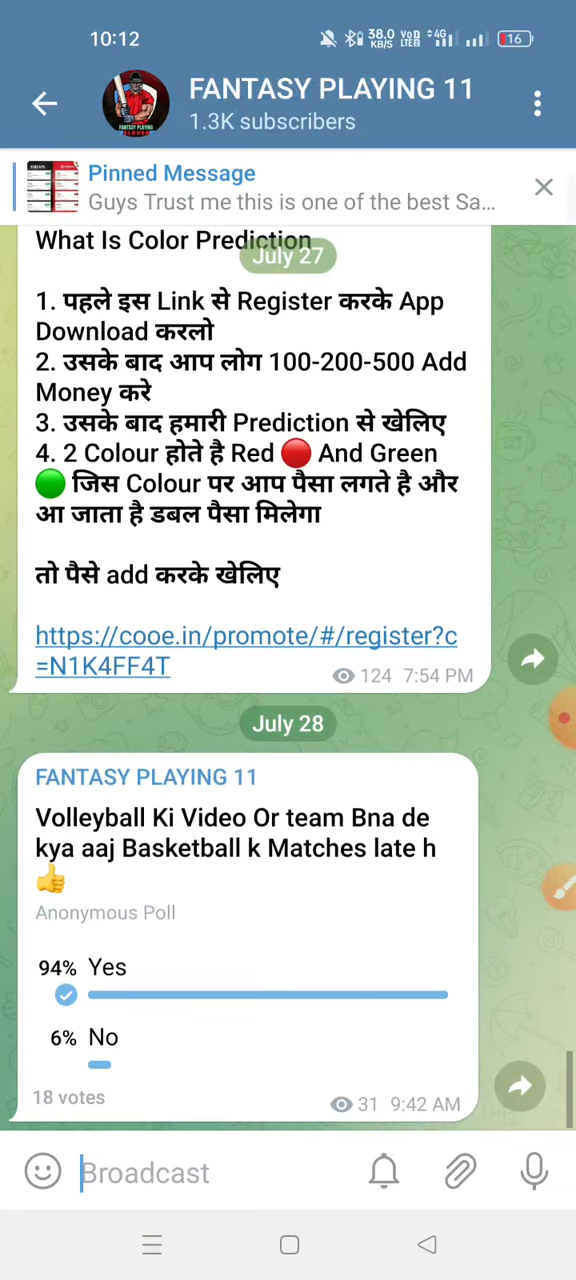 10:12
38.0 KB/S
VoD LTE
4G
16
FANTASY PLAYING 11
1.3K subscribers
Pinned Message
Guys Trust me this is one of the best Sa...
What Is Color Prediction
July 27
1. पहले इस Link से Register करके App
Download करलो
2. उसके बाद आप लोग 100-200-500 Add
Money करे
3. उसके बाद हमारी Prediction से खेलिए
4. 2 Colour होते है Red 🔴 And Green
🟢 जिस Colour पर आप पैसा लगते है और
आ जाता है डबल पैसा मिलेगा
तो पैसे add करके खेलिए
https://cooe.in/promote/#/register?c
=N1K4FF4T
124 7:54 PM
July 28
FANTASY PLAYING 11
Volleyball Ki Video Or team Bna de
kya aaj Basketball k Matches late h
👍
Anonymous Poll
94% Yes
6% No
18 votes
31 9:42 AM
Broadcast